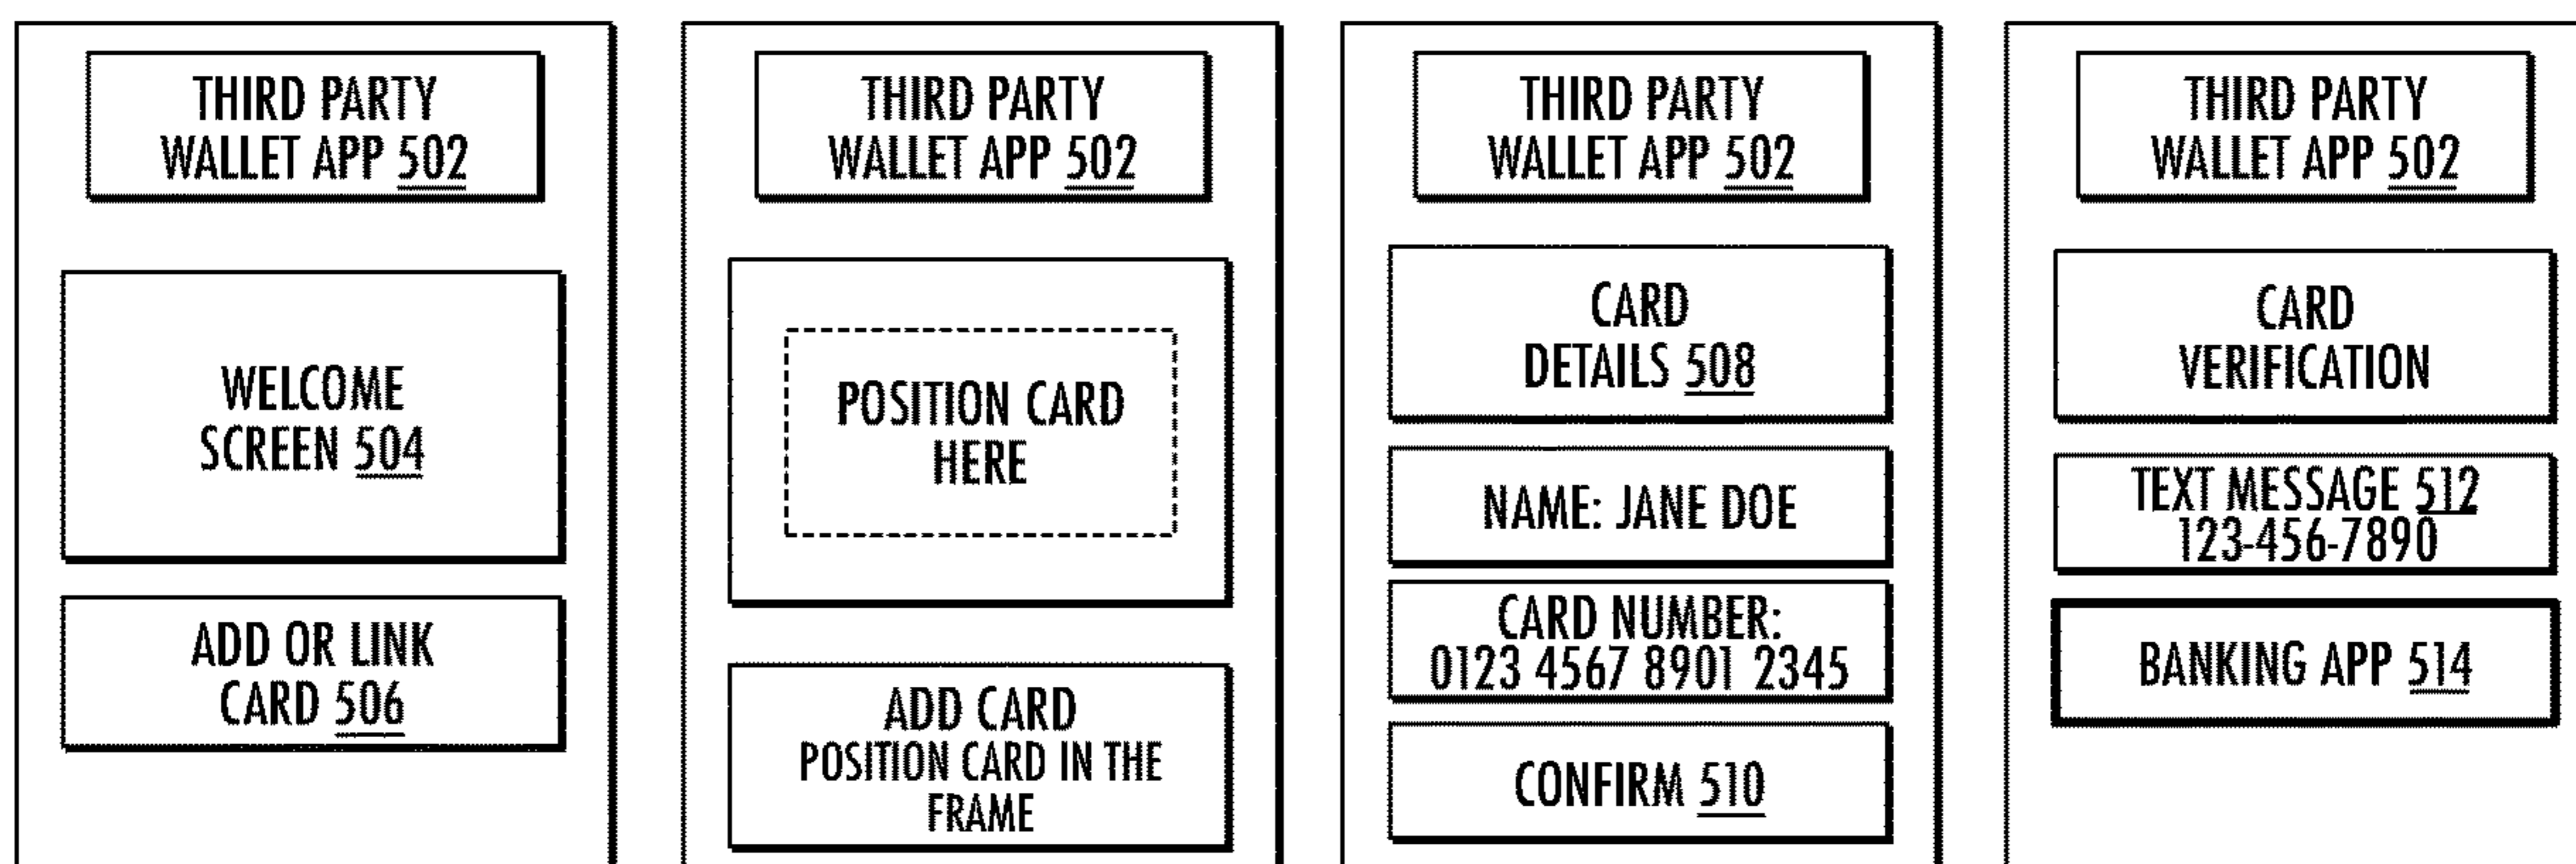 THIRD PARTY
WALLET APP 502
WELCOME
SCREEN 504
ADD OR LINK
CARD 506
THIRD PARTY
WALLET APP 502
POSITION CARD
HERE
ADD CARD
POSITION CARD IN THE
FRAME
THIRD PARTY
WALLET APP 502
CARD
DETAILS 508
NAME: JANE DOE
CARD NUMBER:
0123 4567 8901 2345
CONFIRM 510
THIRD PARTY
WALLET APP 502
CARD
VERIFICATION
TEXT MESSAGE 512
123-456-7890
BANKING APP 514